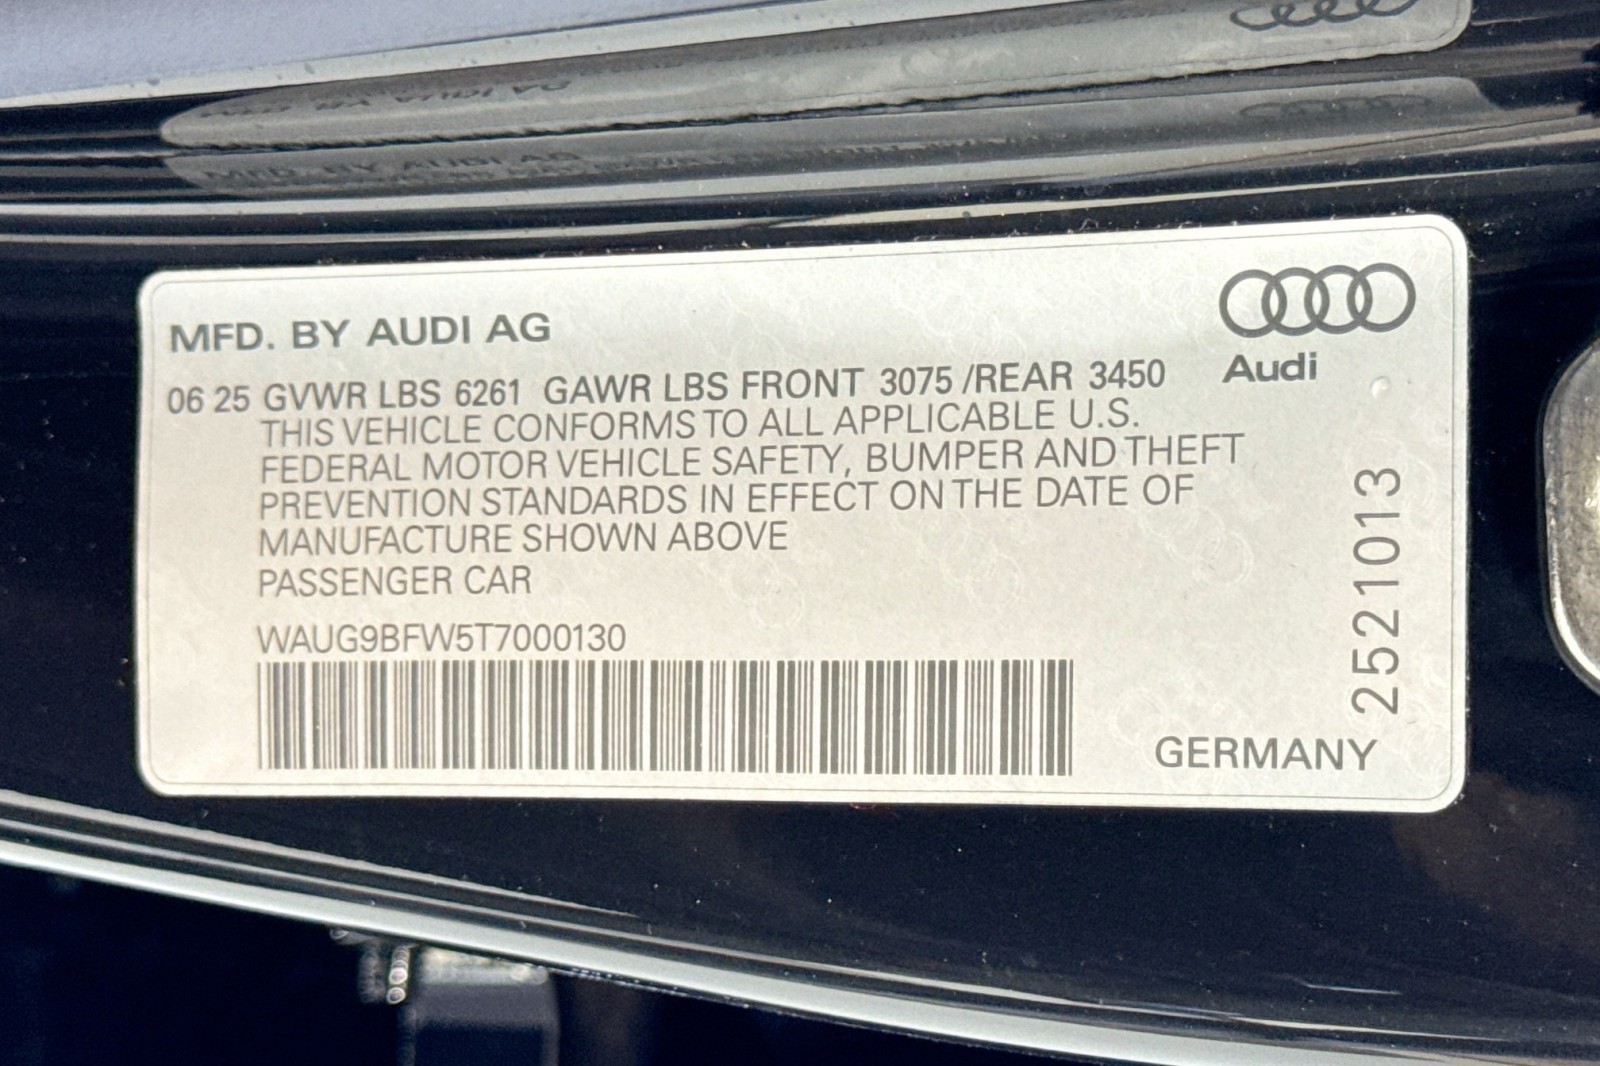 MFD. BY AUDI AG
Audi
06 25 GVWR LBS 6261 GAWR LBS FRONT 3075 /REAR 3450
THIS VEHICLE CONFORMS TO ALL APPLICABLE U.S.
FEDERAL MOTOR VEHICLE SAFETY, BUMPER AND THEFT
PREVENTION STANDARDS IN EFFECT ON THE DATE OF
MANUFACTURE SHOWN ABOVE
PASSENGER CAR
WAUG9BFW5T7000130
GERMANY
2521013